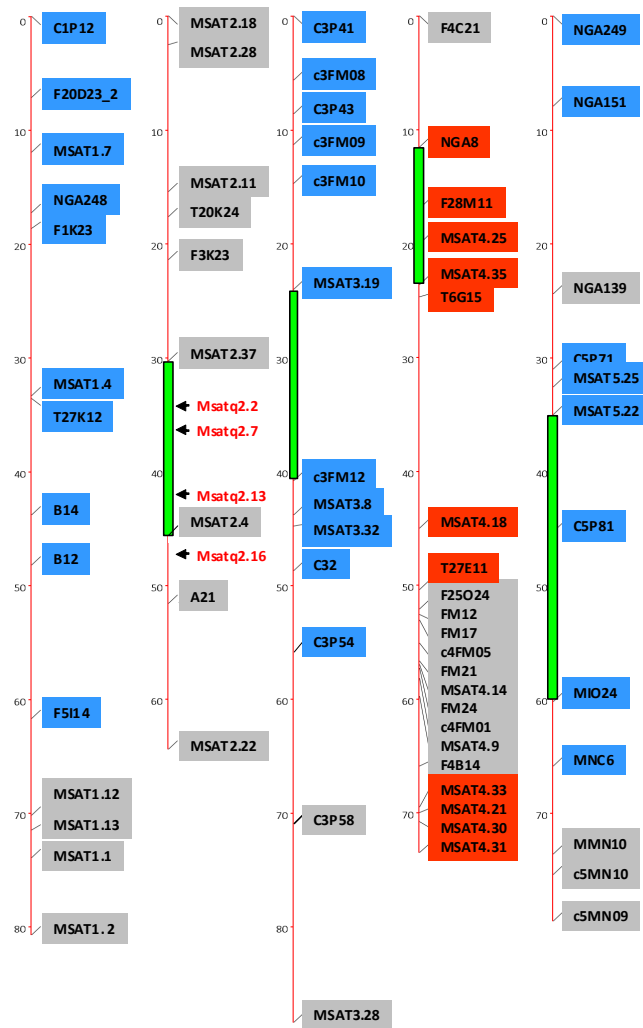 0
C1P12
F20D23_2
10
MSAT1.7
NGA248
F1K23
20
30
MSAT1.4
T27K12
40
B14
B12
50
60
F5I14
MSAT1.12
70
MSAT1.13
MSAT1.1
80
MSAT1.2
0
MSAT2.18
MSAT2.28
10
MSAT2.11
T20K24
20
F3K23
30
MSAT2.37
Msatq2.2
Msatq2.7
40
Msatq2.13
MSAT2.4
Msatq2.16
50
A21
60
MSAT2.22
0
C3P41
c3FM08
C3P43
10
c3FM09
c3FM10
20
MSAT3.19
30
40
c3FM12
MSAT3.8
MSAT3.32
C32
50
C3P54
60
70
C3P58
80
MSAT3.28
0
F4C21
10
NGA8
F28M11
MSAT4.25
20
MSAT4.35
T6G15
30
40
MSAT4.18
T27E11
50
F25O24
FM12
FM17
c4FM05
FM21
MSAT4.14
FM24
60
c4FM01
MSAT4.9
F4B14
MSAT4.33
70
MSAT4.21
MSAT4.30
MSAT4.31
0
NGA249
NGA151
10
20
NGA139
30
C5P71
MSAT5.25
MSAT5.22
40
C5P81
50
60
MIO24
MNC6
70
MMN10
c5MN10
c5MN09